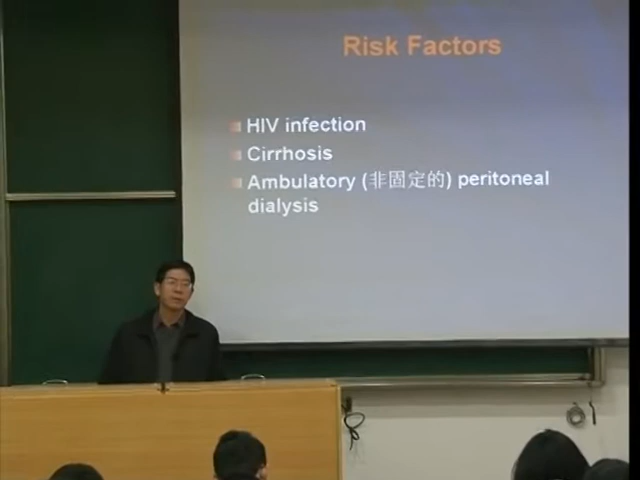 Risk Factors
HIV infection
Cirrhosis
Ambulatory (非固定的) peritoneal
dialysis